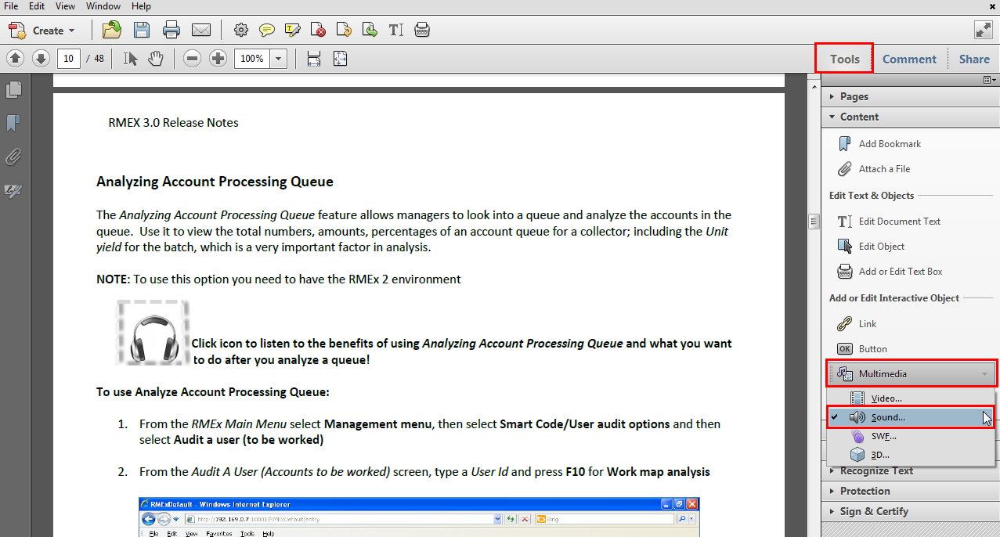 File Edit View Window Help
Create
10 / 48 100% Tools Comment Share
Pages
Content
Add Bookmark
Attach a File
Edit Text & Objects
Edit Document Text
Edit Object
Add or Edit Text Box
Add or Edit Interactive Object
Link
OK Button
Multimedia
Video...
Sound...
SWF...
3D...
Recognize Text
Protection
Sign & Certify
RMEX 3.0 Release Notes
Analyzing Account Processing Queue
The Analyzing Account Processing Queue feature allows managers to look into a queue and analyze the accounts in the
queue. Use it to view the total numbers, amounts, percentages of an account queue for a collector; including the Unit
yield for the batch, which is a very important factor in analysis.
NOTE: To use this option you need to have the RMEx 2 environment
Click icon to listen to the benefits of using Analyzing Account Processing Queue and what you want
to do after you analyze a queue!
To use Analyze Account Processing Queue:
1. From the RMEx Main Menu select Management menu, then select Smart Code/User audit options and then
select Audit a user (to be worked)
2. From the Audit A User (Accounts to be worked) screen, type a User Id and press F10 for Work map analysis
RMExDefault - Windows Internet Explorer
http://192.169.0.7:10001/RMExDefault/entry Bing
File Edit View Favorites Tools Help